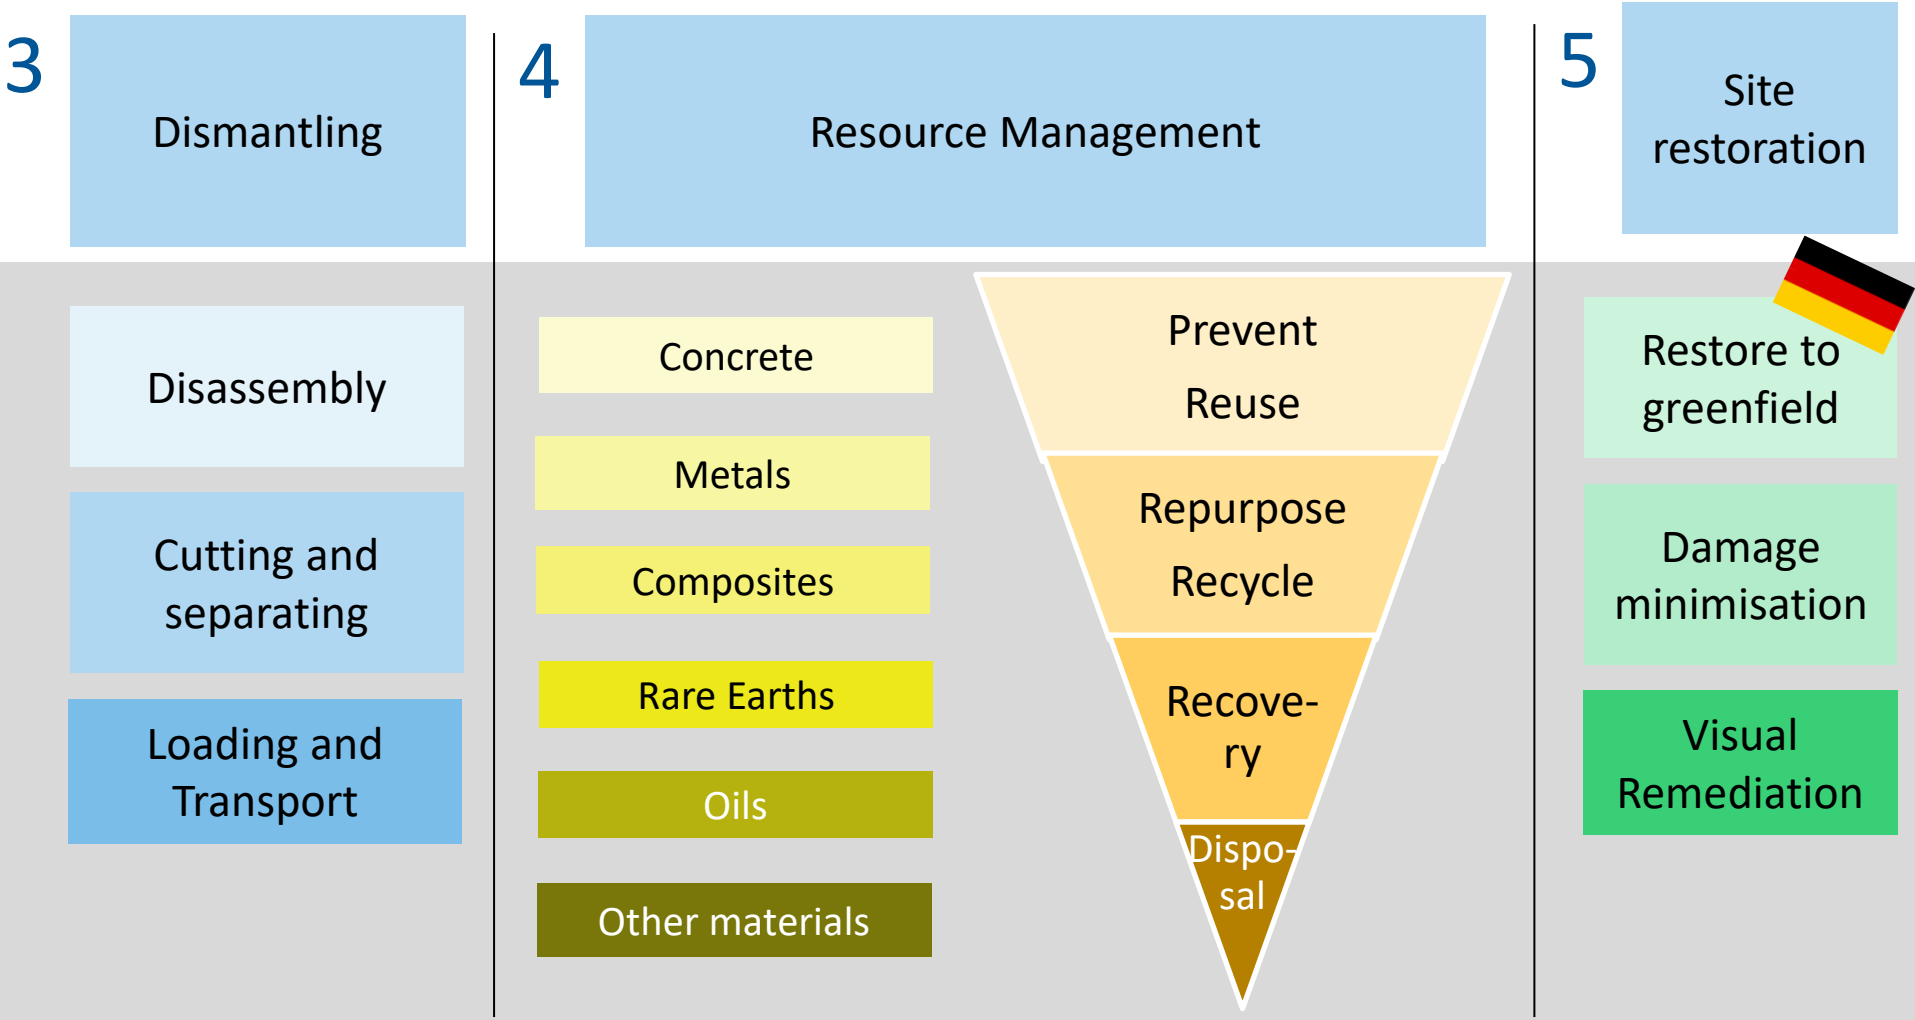 3
Dismantling
Disassembly
Cutting and
separating
Loading and
Transport
4
Resource Management
Concrete
Metals
Composites
Rare Earths
Oils
Other materials
Prevent
Reuse
Repurpose
Recycle
Recove-
ry
Dispo-
sal
5
Site
restoration
Restore to
greenfield
Damage
minimisation
Visual
Remediation